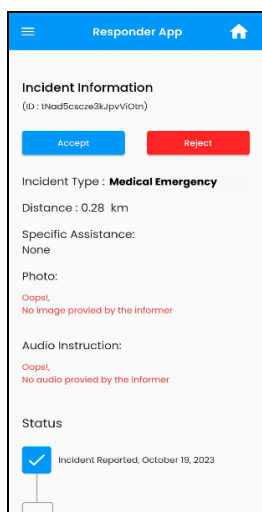 Responder App
Incident Information
(ID : tNad5cscze3kJpvViOtn)
Accept Reject
Incident Type : Medical Emergency
Distance : 0.28 km
Specific Assistance:
None
Photo:
Oops!,
No image provied by the informer
Audio Instruction:
Oops!,
No audio provied by the informer
Status
Incident Reported, October 19, 2023